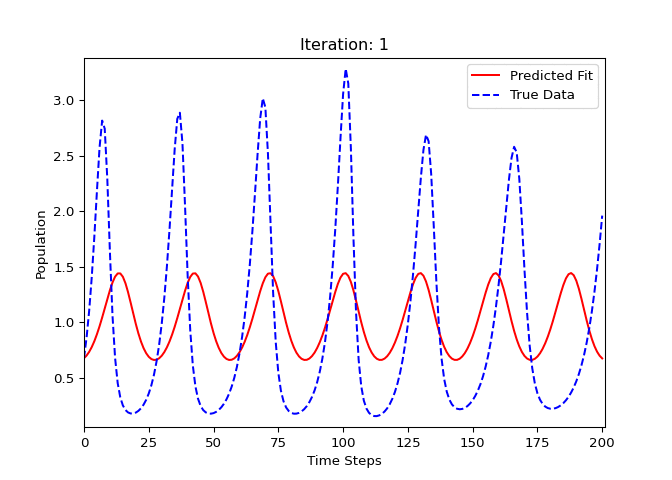 Iteration: 1
Predicted Fit
True Data
Population
3.0
2.5
2.0
1.5
1.0
0.5
0 25 50 75 100 125 150 175 200
Time Steps